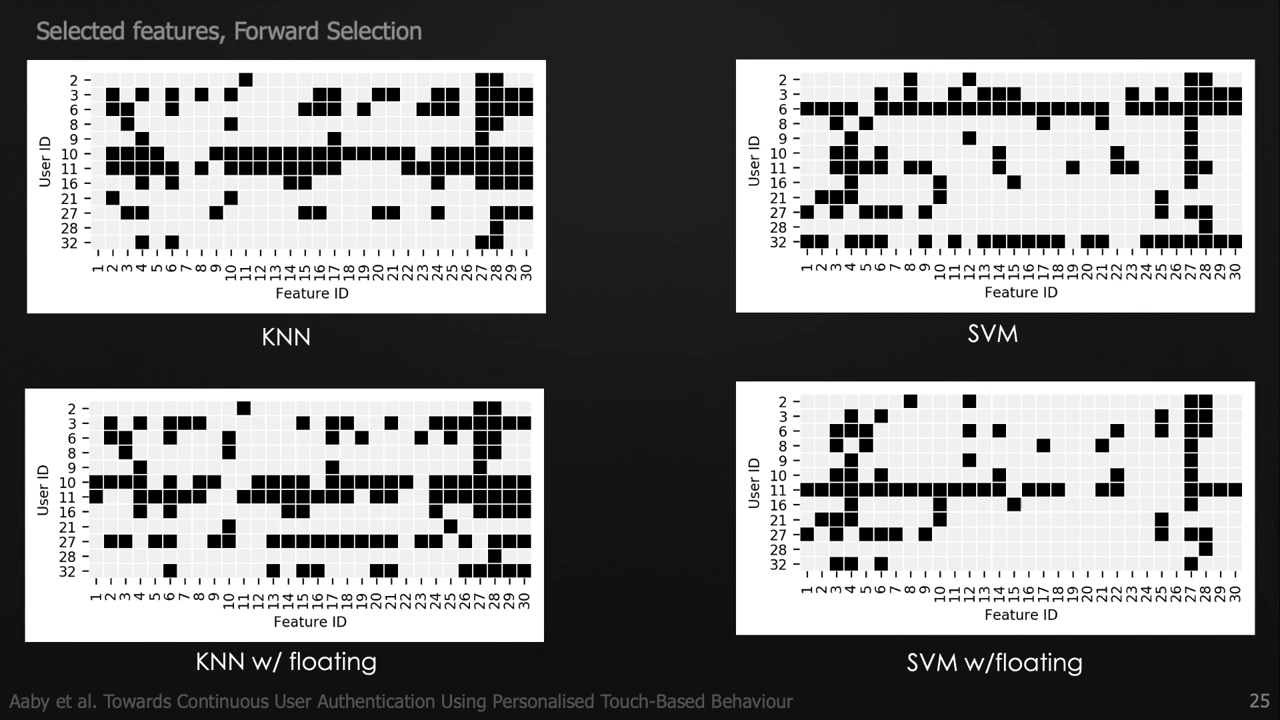 Selected features, Forward Selection
2
3
6
8
9
10
11
16
21
27
28
32
User ID
1 2 3 4 5 6 7 8 9 10 11 12 13 14 15 16 17 18 19 20 21 22 23 24 25 26 27 28 29 30
Feature ID
KNN
2
3
6
8
9
10
11
16
21
27
28
32
User ID
1 2 3 4 5 6 7 8 9 10 11 12 13 14 15 16 17 18 19 20 21 22 23 24 25 26 27 28 29 30
Feature ID
SVM
2
3
6
8
9
10
11
16
21
27
28
32
User ID
1 2 3 4 5 6 7 8 9 10 11 12 13 14 15 16 17 18 19 20 21 22 23 24 25 26 27 28 29 30
Feature ID
KNN w/ floating
2
3
6
8
9
10
11
16
21
27
28
32
User ID
1 2 3 4 5 6 7 8 9 10 11 12 13 14 15 16 17 18 19 20 21 22 23 24 25 26 27 28 29 30
Feature ID
SVM w/floating
Aaby et al. Towards Continuous User Authentication Using Personalised Touch-Based Behaviour
25